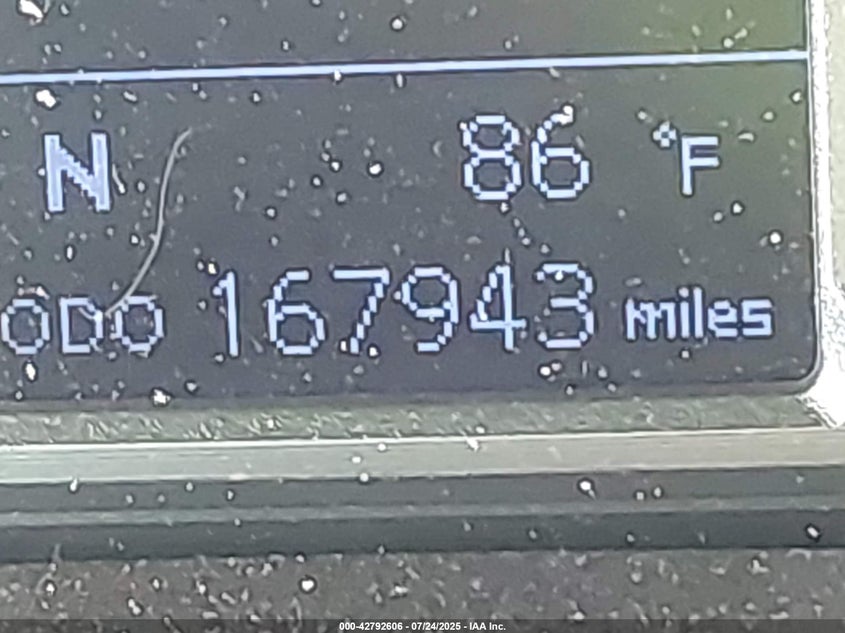 N 86 °F
ODO 167943 miles
000-42792606 - 07/24/2025 - IAA Inc.